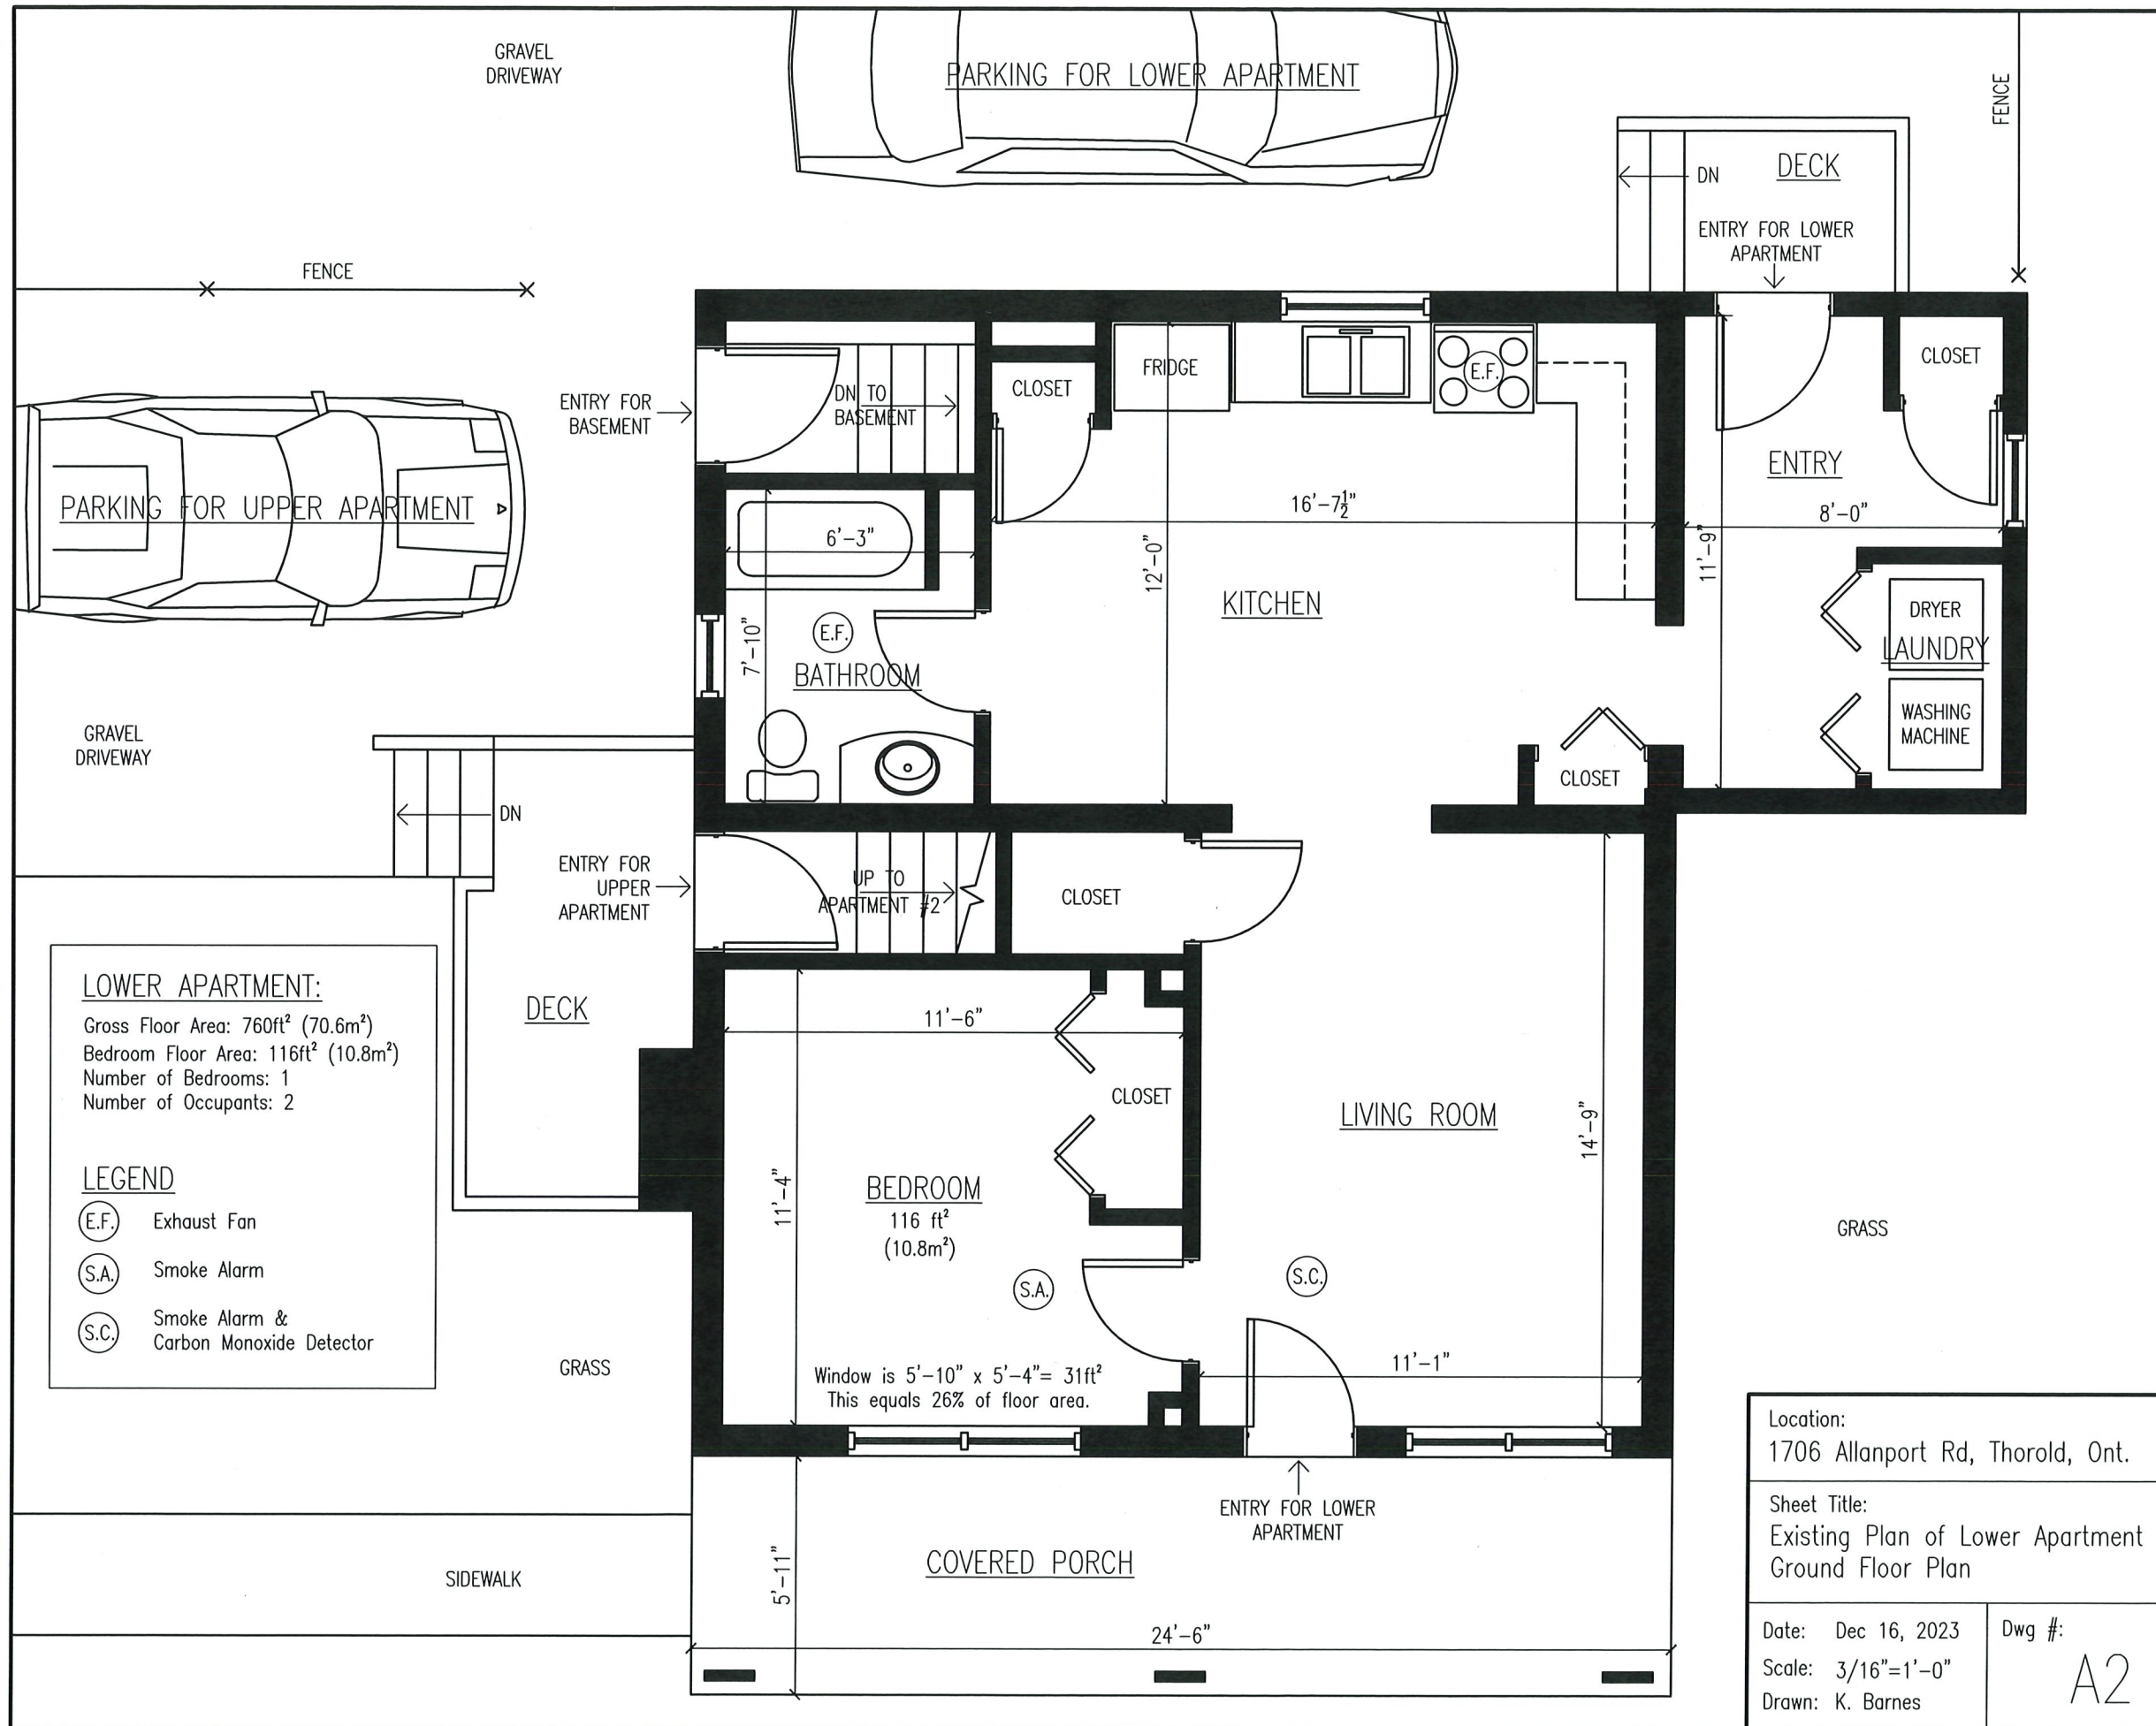 GRAVEL
DRIVEWAY
PARKING FOR LOWER APARTMENT
FENCE
DECK
DN
ENTRY FOR LOWER
APARTMENT
FENCE
CLOSET
FRIDGE
E.F.
CLOSET
ENTRY FOR
BASEMENT
DN TO
BASEMENT
ENTRY
PARKING FOR UPPER APARTMENT
16'-7½"
8'-0"
6'-3"
12'-0"
11'-9"
KITCHEN
DRYER
LAUNDRY
E.F.
7'-10"
BATHROOM
WASHING
MACHINE
GRAVEL
DRIVEWAY
CLOSET
DN
ENTRY FOR
UPPER
APARTMENT
UP TO
APARTMENT #2
CLOSET
LOWER APARTMENT:
Gross Floor Area: 760ft² (70.6m²)
Bedroom Floor Area: 116ft² (10.8m²)
Number of Bedrooms: 1
Number of Occupants: 2
LEGEND
E.F. Exhaust Fan
S.A. Smoke Alarm
S.C. Smoke Alarm &
Carbon Monoxide Detector
DECK
11'-6"
CLOSET
LIVING ROOM
14'-9"
11'-4"
BEDROOM
116 ft²
(10.8m²)
S.A.
S.C.
GRASS
GRASS
Window is 5'-10" x 5'-4"= 31ft²
This equals 26% of floor area.
11'-1"
ENTRY FOR LOWER
APARTMENT
COVERED PORCH
5'-11"
SIDEWALK
24'-6"
Location:
1706 Allanport Rd, Thorold, Ont.
Sheet Title:
Existing Plan of Lower Apartment
Ground Floor Plan
Date: Dec 16, 2023
Scale: 3/16"=1'-0"
Drawn: K. Barnes
Dwg #:
A2